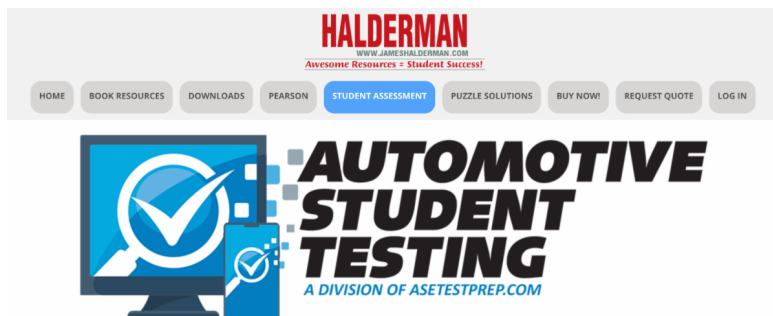 HALDERMAN
WWW.JAMESHALDERMAN.COM
Awesome Resources = Student Success!
HOME BOOK RESOURCES DOWNLOADS PEARSON STUDENT ASSESSMENT PUZZLE SOLUTIONS BUY NOW! REQUEST QUOTE LOG IN
AUTOMOTIVE
STUDENT
TESTING
A DIVISION OF ASETESTPREP.COM